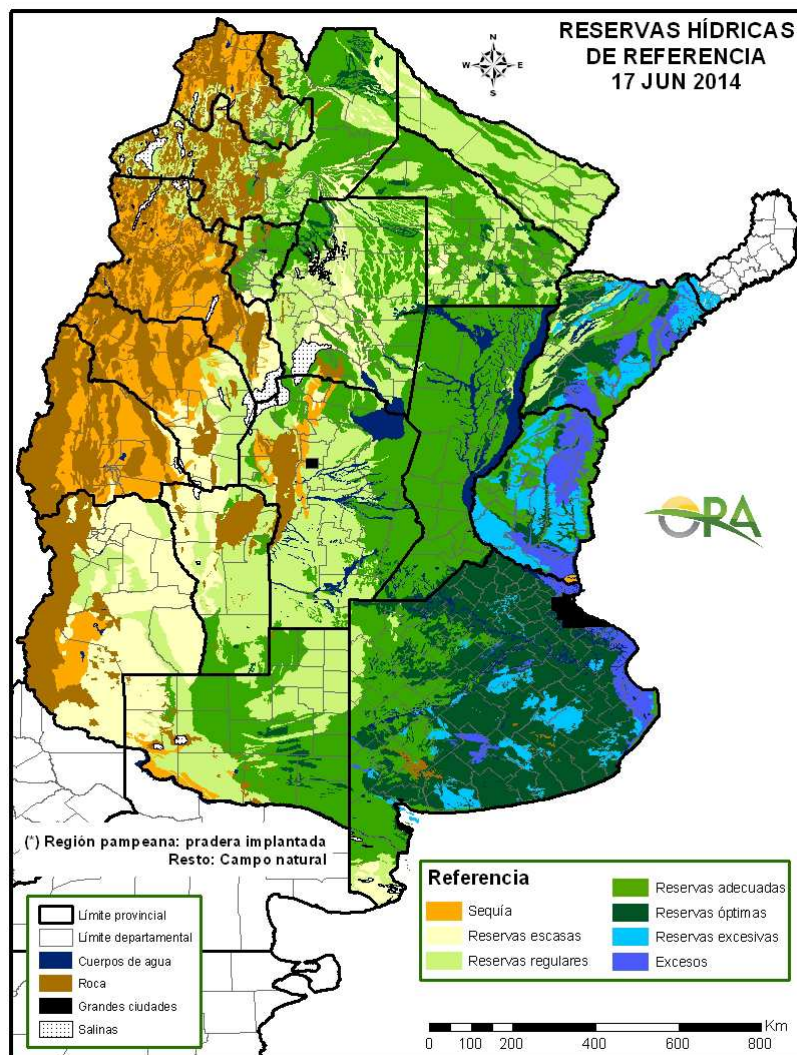 RESERVAS HÍDRICAS
DE REFERENCIA
17 JUN 2014
N
W
E
S
OPA
(*) Región pampeana: pradera implantada
Resto: Campo natural
Límite provincial
Límite departamental
Cuerpos de agua
Roca
Grandes ciudades
Salinas
Referencia
Sequía
Reservas escasas
Reservas regulares
Reservas adecuadas
Reservas óptimas
Reservas excesivas
Excesos
Km
0 100 200 400 600 800